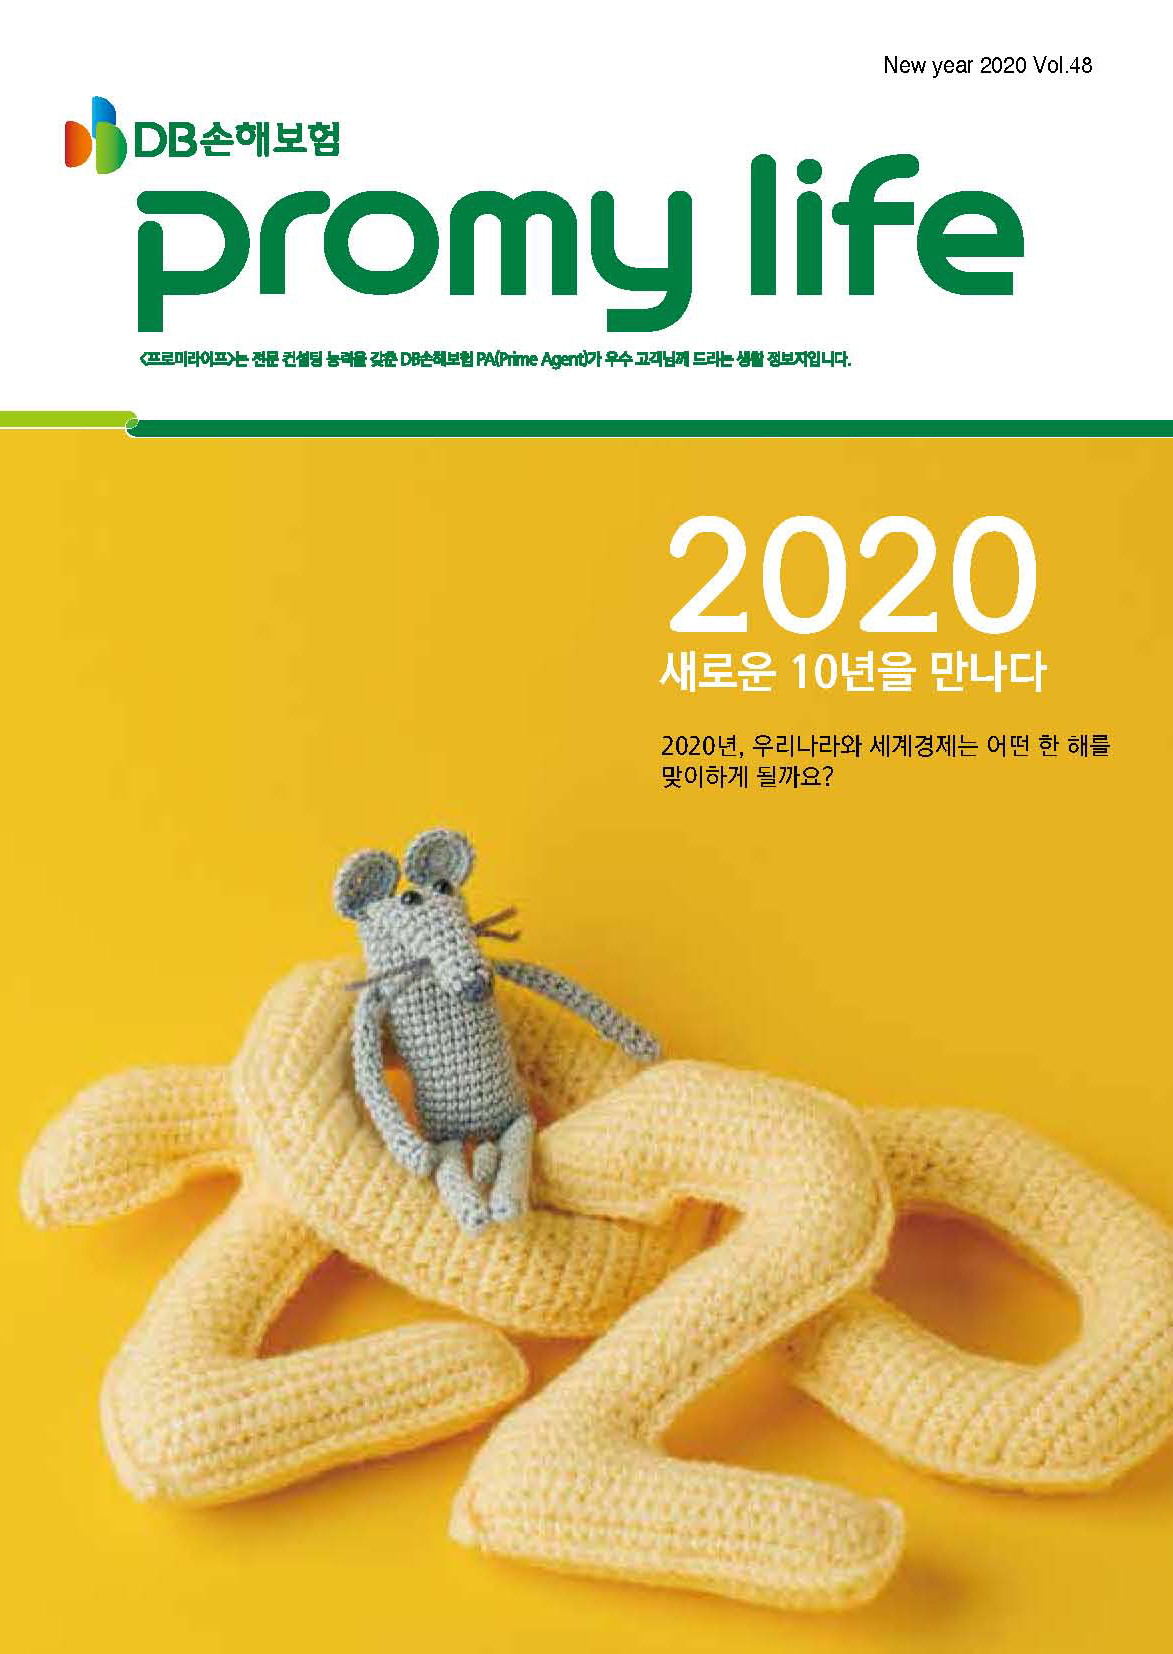 New year 2020 Vol.48
DB손해보험
promy life
<프로미라이프>는 전문 컨설팅 능력을 갖춘 DB손해보험 PA(Prime Agent)가 우수 고객님께 드리는 생활 정보지입니다.
2020
새로운 10년을 만나다
2020년, 우리나라와 세계경제는 어떤 한 해를
맞이하게 될까요?